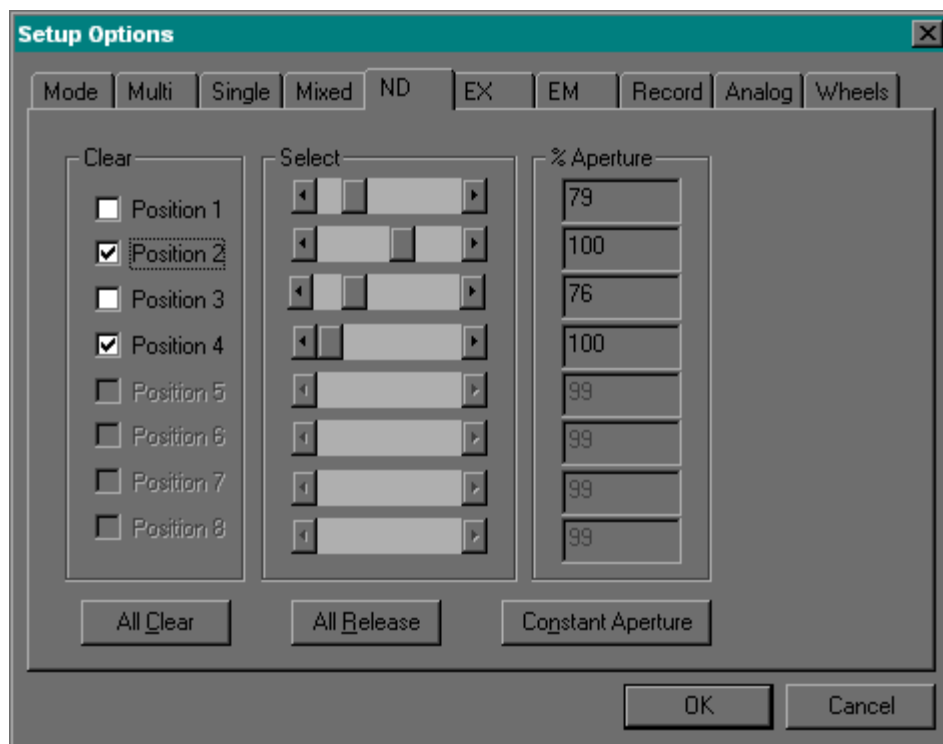 Setup Options
Mode Multi Single Mixed ND EX EM Record Analog Wheels
Clear Select % Aperture
Position 1 79
Position 2 100
Position 3 76
Position 4 100
Position 5 99
Position 6 99
Position 7 99
Position 8 99
All Clear All Release Constant Aperture
OK Cancel